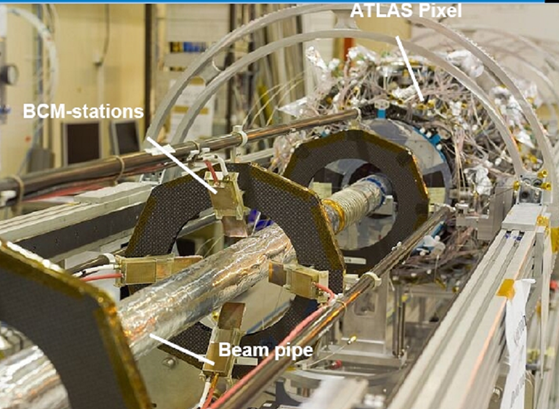 ATLAS Pixel
BCM-stations
Beam pipe